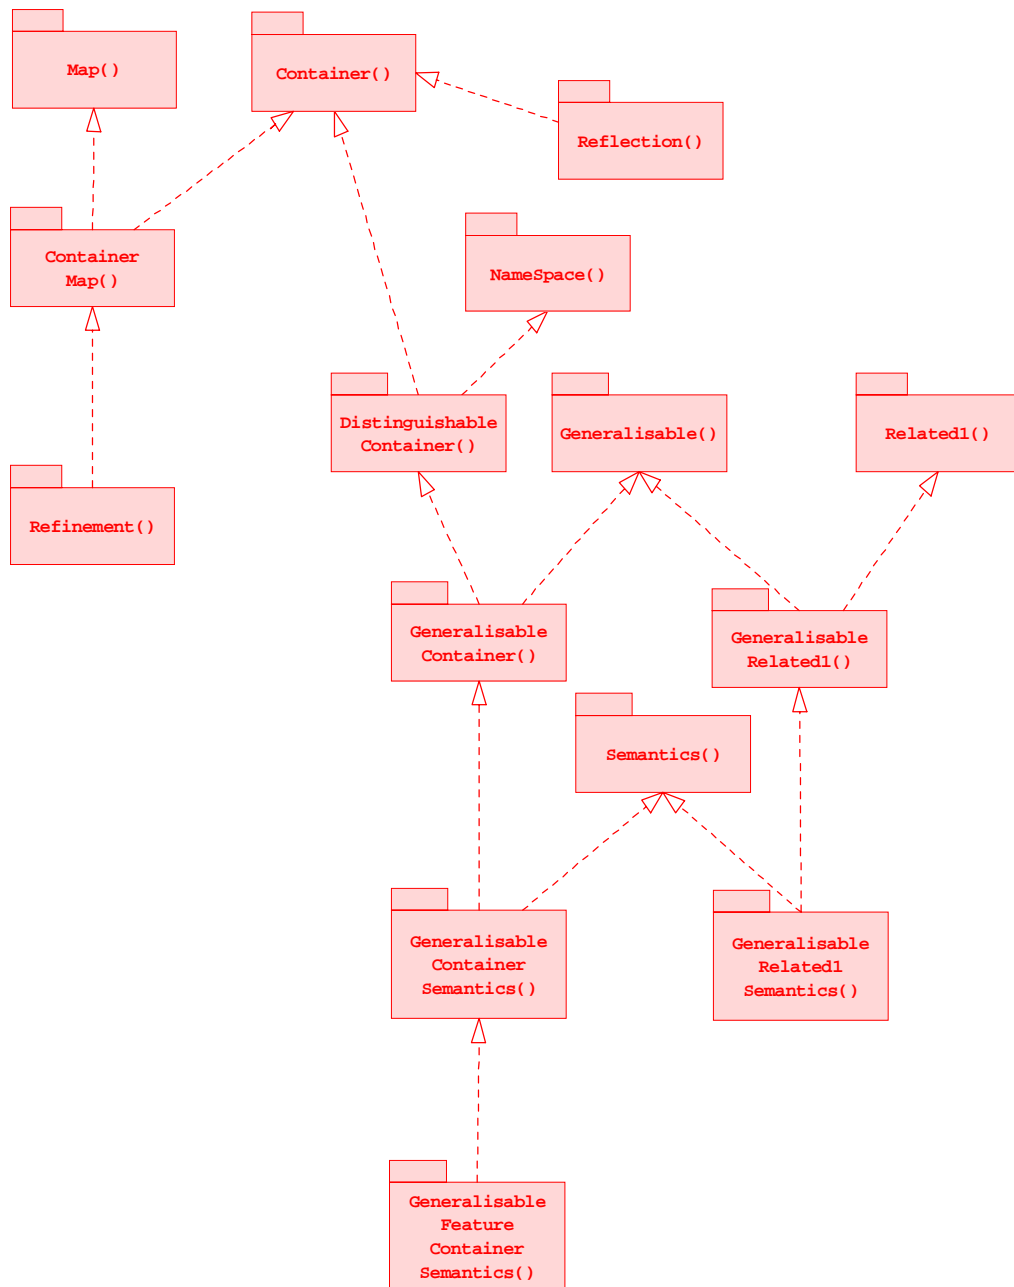 Map()
Container()
Reflection()
Container
Map()
NameSpace()
Distinguishable
Container()
Generalisable()
Related1()
Refinement()
Generalisable
Container()
Generalisable
Related1()
Semantics()
Generalisable
Container
Semantics()
Generalisable
Related1
Semantics()
Generalisable
Feature
Container
Semantics()